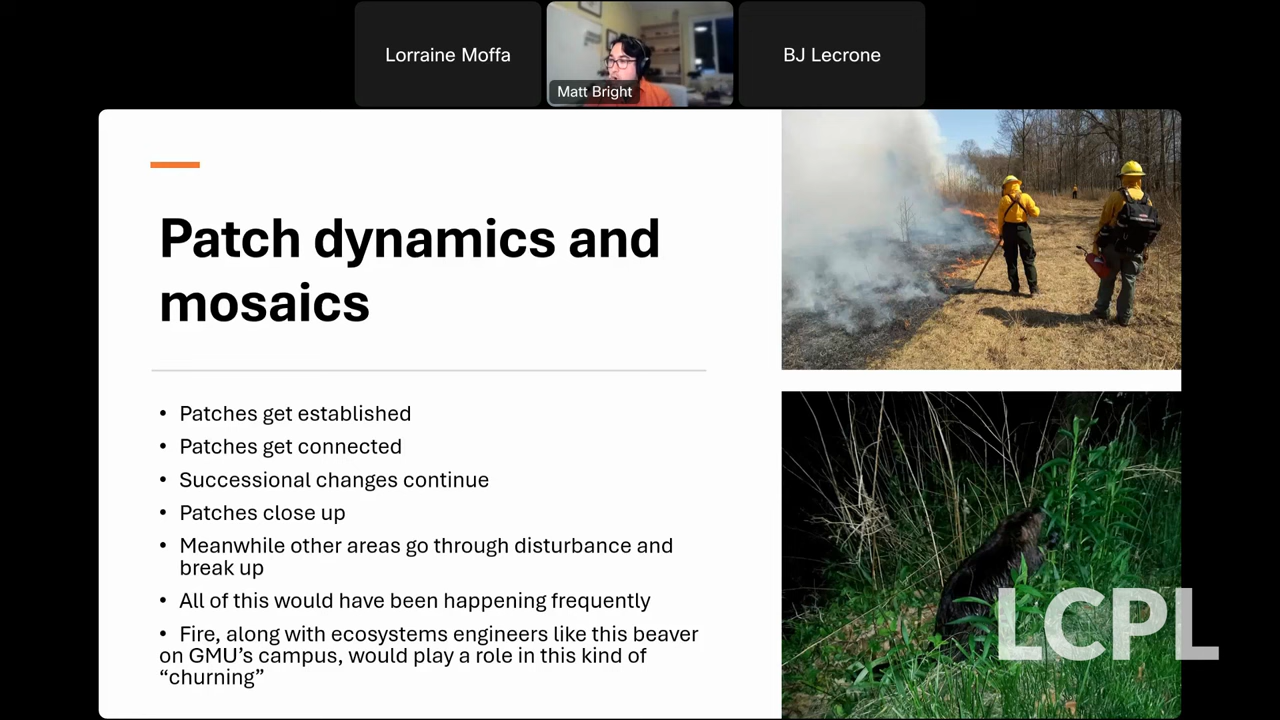 Lorraine Moffa
Matt Bright
BJ Lecrone
Patch dynamics and
mosaics
• Patches get established
• Patches get connected
• Successional changes continue
• Patches close up
• Meanwhile other areas go through disturbance and
break up
• All of this would have been happening frequently
• Fire, along with ecosystems engineers like this beaver
on GMU’s campus, would play a role in this kind of
“churning”
LCPL